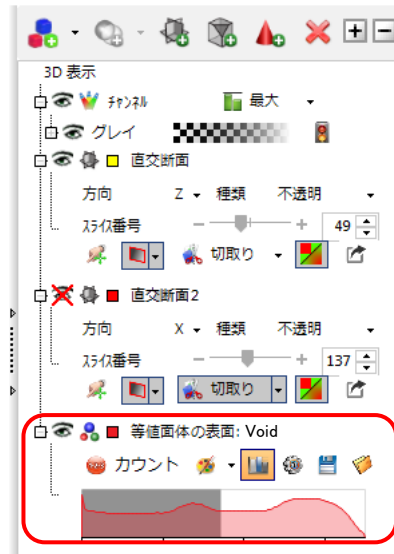 3D 表示
ﾁｬﾝﾈﾙ 最大
グレイ
直交断面
方向 Z 種類 不透明
ｽﾗｲｽ番号 49
切取り
直交断面2
方向 X 種類 不透明
ｽﾗｲｽ番号 137
切取り
等値面体の表面: Void
カウント